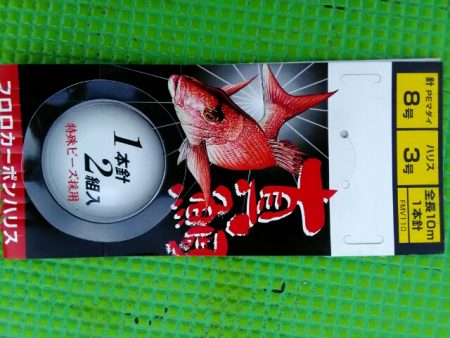 針 PEマダイ
8号
ハリス
3号
全長10m
1本針
FMV110
真鯛
1本針
2組入
特殊ビーズ採用
フロロカーボンハリス